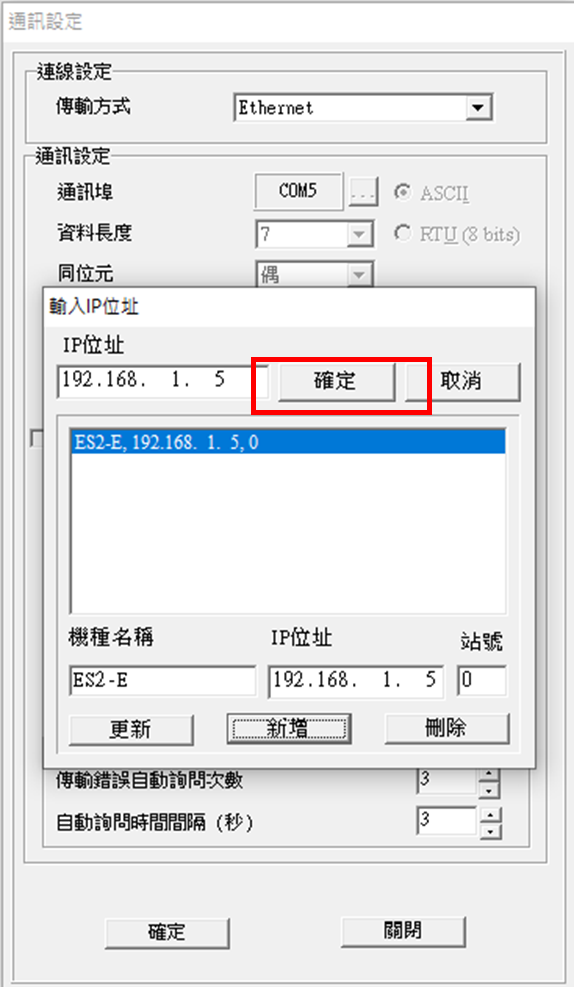 通訊設定
連線設定
傳輸方式 Ethernet
通訊設定
通訊埠 COM5 ... ASCII
資料長度 7 RTU (8 bits)
同位元 偶
輸入IP位址
IP位址
192.168. 1. 5 確定 取消
ES2-E, 192.168. 1. 5, 0
機種名稱 IP位址 站號
ES2-E 192.168. 1. 5 0
更新 新增 刪除
傳輸錯誤自動詢問次數 3
自動詢問時間間隔 (秒) 3
確定 關閉